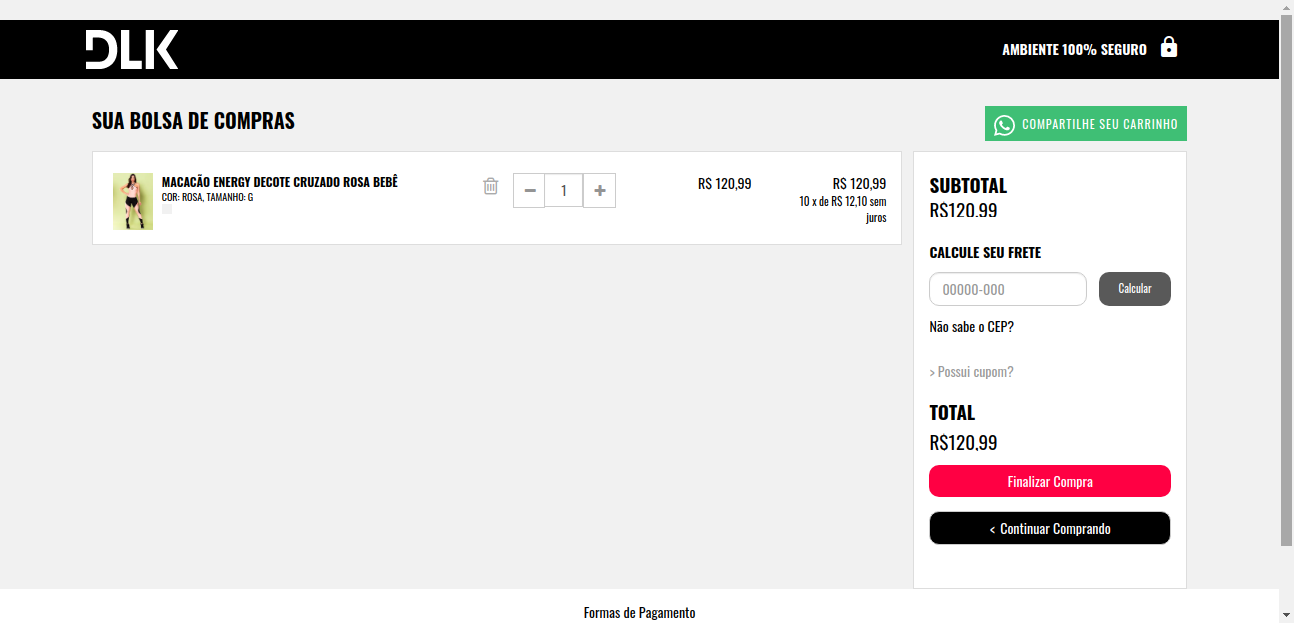 DLK
AMBIENTE 100% SEGURO
SUA BOLSA DE COMPRAS
COMPARTILHE SEU CARRINHO
MACACÃO ENERGY DECOTE CRUZADO ROSA BEBÊ
COR: ROSA, TAMANHO: G
1
R$ 120,99
R$ 120,99
10 x de R$ 12,10 sem
juros
SUBTOTAL
R$120,99
CALCULE SEU FRETE
00000-000
Calcular
Não sabe o CEP?
> Possui cupom?
TOTAL
R$120,99
Finalizar Compra
< Continuar Comprando
Formas de Pagamento